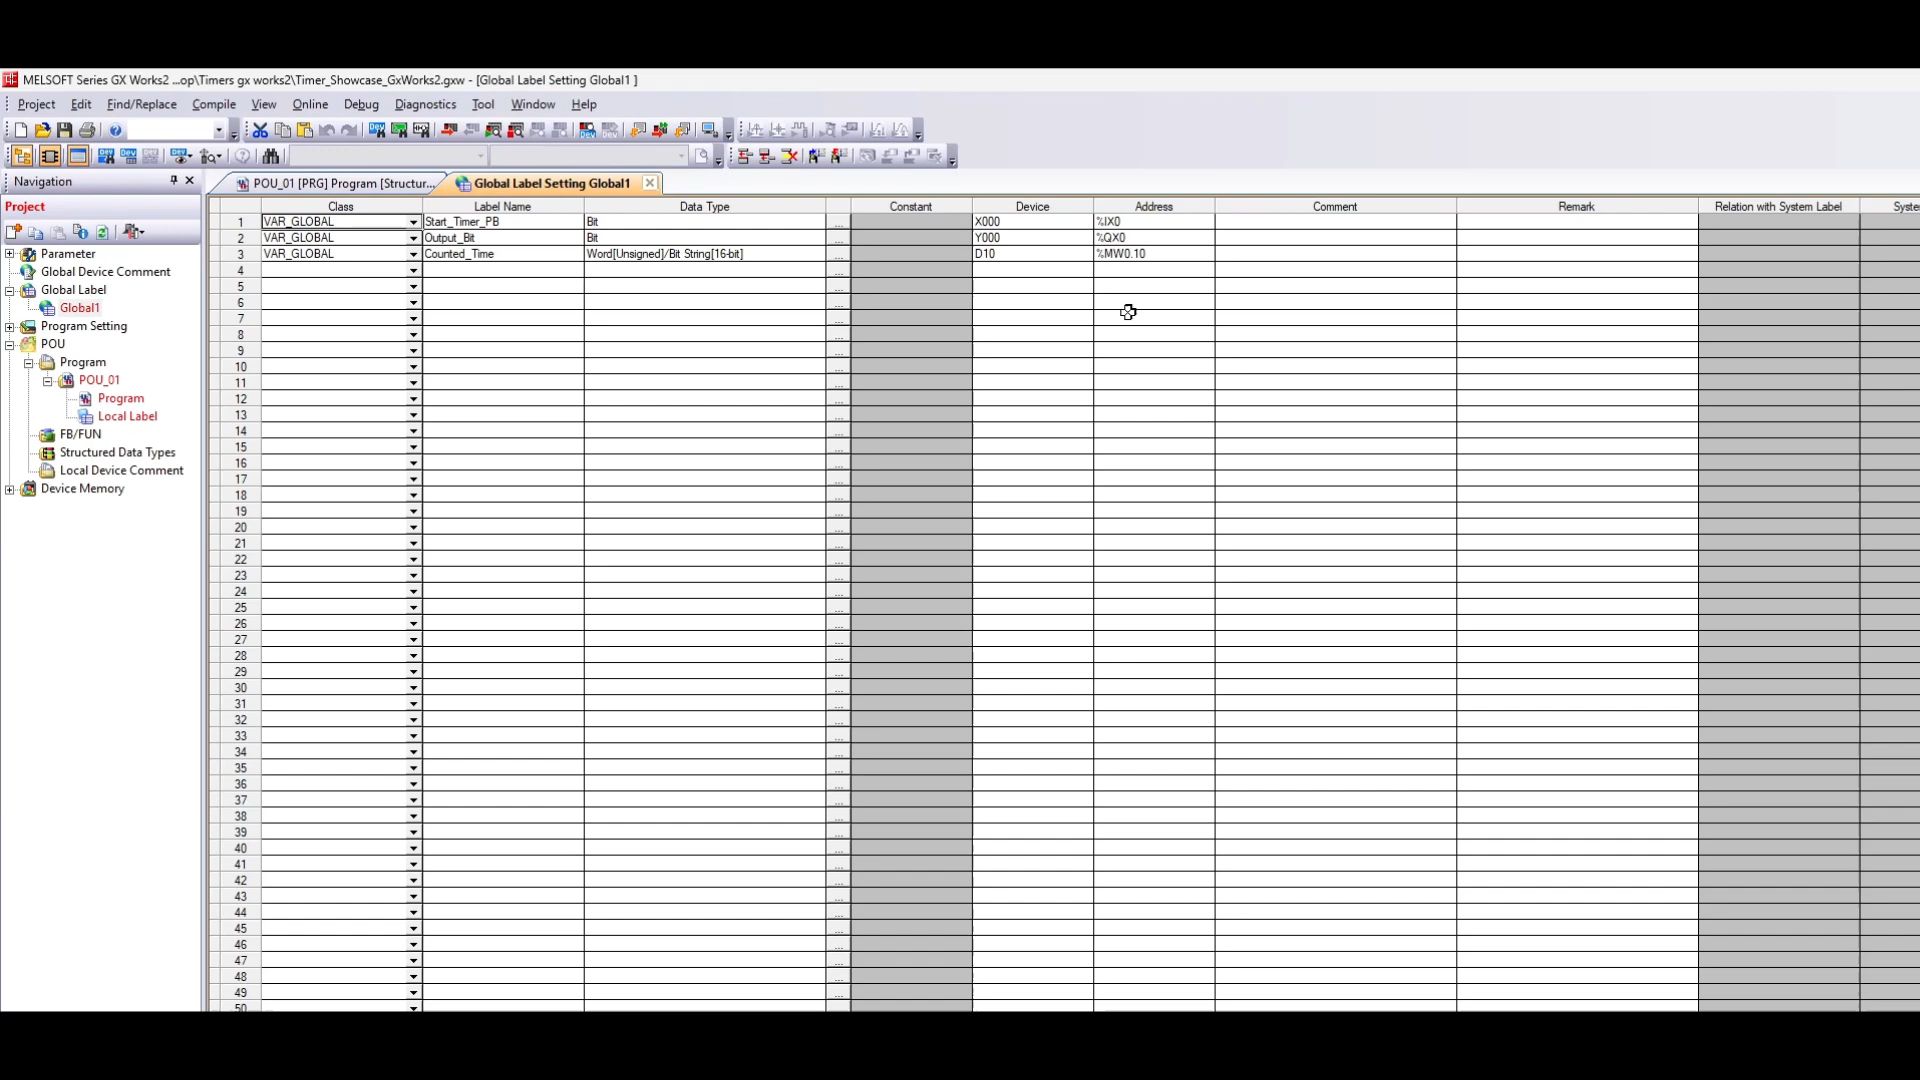 MELSOFT Series GX Works2 ...op\Timers gx works2\Timer_Showcase_GxWorks2.gxw - [Global Label Setting Global1 ]
Project Edit Find/Replace Compile View Online Debug Diagnostics Tool Window Help
Navigation
POU_01 [PRG] Program [Structur...
Global Label Setting Global1
Project
Parameter
Global Device Comment
Global Label
Global1
Program Setting
POU
Program
POU_01
Program
Local Label
FB/FUN
Structured Data Types
Local Device Comment
Device Memory
Class Label Name Data Type Constant Device Address Comment Remark Relation with System Label Syste
1 VAR_GLOBAL Start_Timer_PB Bit ... X000 %IX0
2 VAR_GLOBAL Output_Bit Bit ... Y000 %QX0
3 VAR_GLOBAL Counted_Time Word[Unsigned]/Bit String[16-bit] ... D10 %MW0.10
4 ...
5 ...
6 ...
7 ...
8 ...
9 ...
10 ...
11 ...
12 ...
13 ...
14 ...
15 ...
16 ...
17 ...
18 ...
19 ...
20 ...
21 ...
22 ...
23 ...
24 ...
25 ...
26 ...
27 ...
28 ...
29 ...
30 ...
31 ...
32 ...
33 ...
34 ...
35 ...
36 ...
37 ...
38 ...
39 ...
40 ...
41 ...
42 ...
43 ...
44 ...
45 ...
46 ...
47 ...
48 ...
49 ...
50